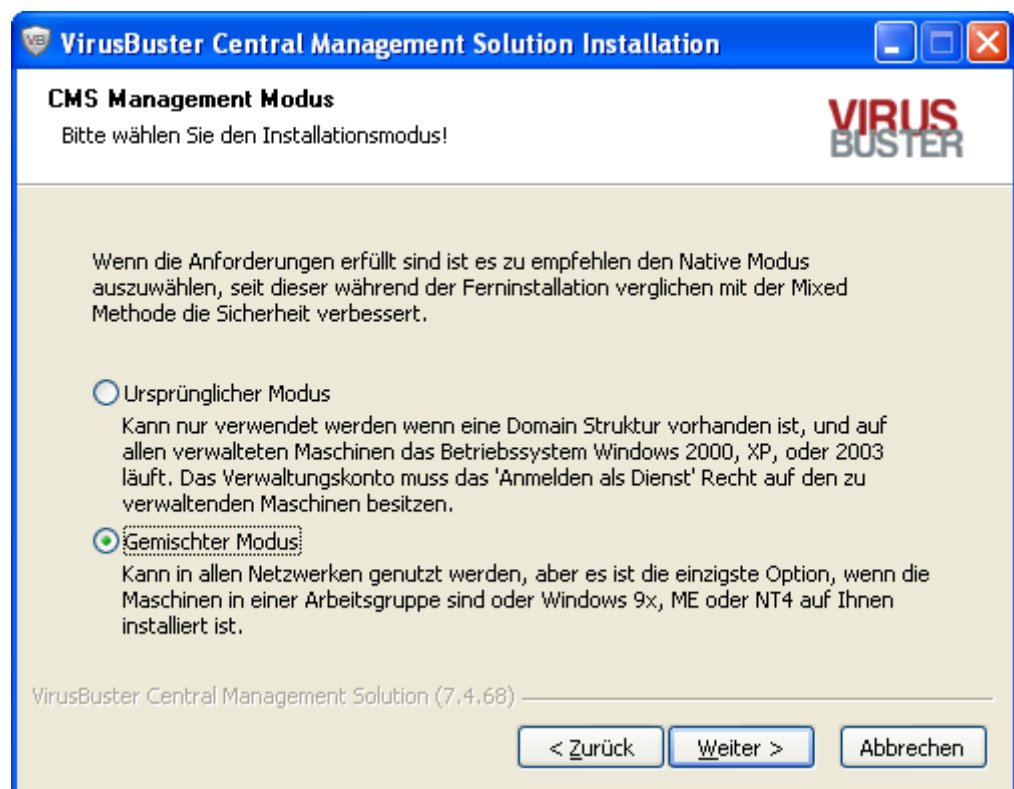 VB VirusBuster Central Management Solution Installation
CMS Management Modus
Bitte wählen Sie den Installationsmodus!
VIRUS
BUSTER
Wenn die Anforderungen erfüllt sind ist es zu empfehlen den Native Modus
auszuwählen, seit dieser während der Ferninstallation verglichen mit der Mixed
Methode die Sicherheit verbessert.
Ursprünglicher Modus
Kann nur verwendet werden wenn eine Domain Struktur vorhanden ist, und auf
allen verwalteten Maschinen das Betriebssystem Windows 2000, XP, oder 2003
läuft. Das Verwaltungskonto muss das 'Anmelden als Dienst' Recht auf den zu
verwaltenden Maschinen besitzen.
Gemischter Modus
Kann in allen Netzwerken genutzt werden, aber es ist die einzigste Option, wenn die
Maschinen in einer Arbeitsgruppe sind oder Windows 9x, ME oder NT4 auf Ihnen
installiert ist.
VirusBuster Central Management Solution (7.4.68)
< Zurück Weiter > Abbrechen